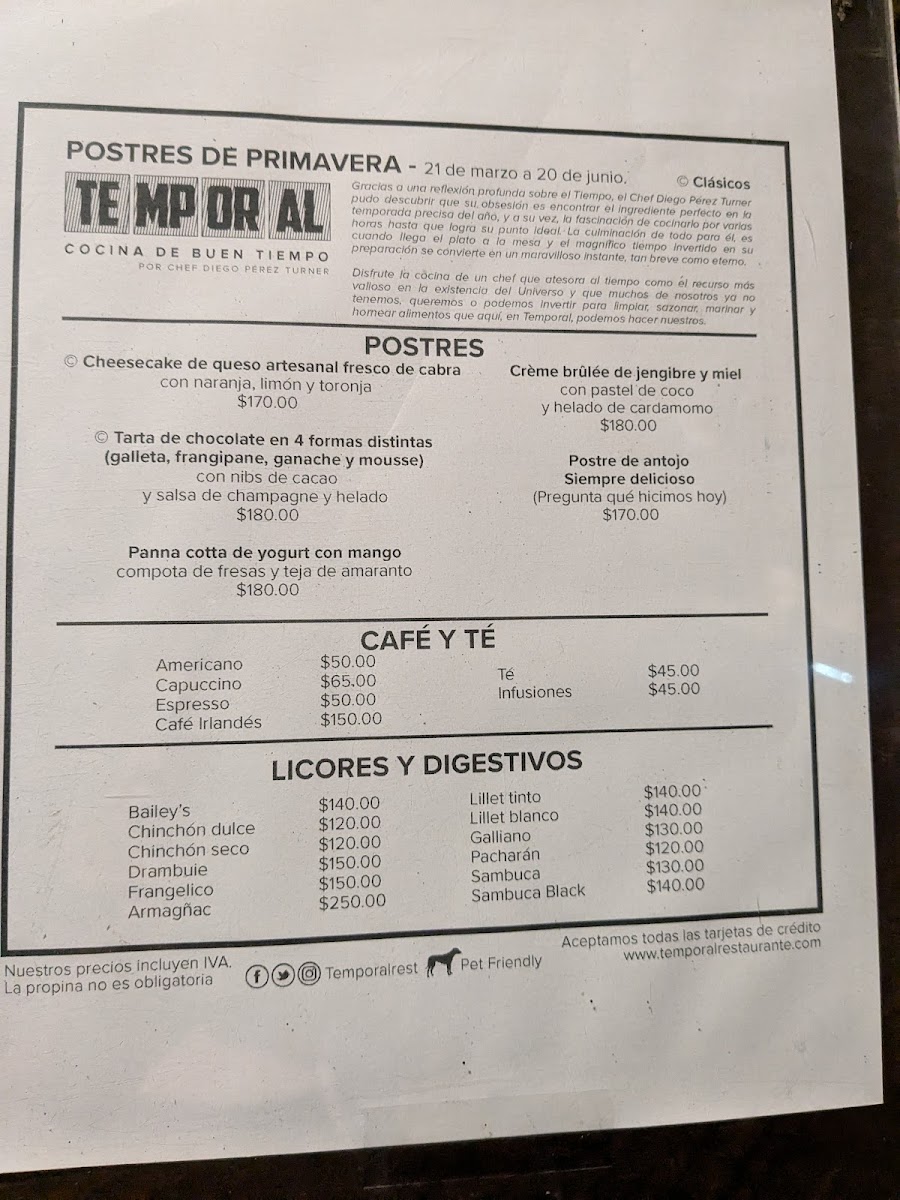 POSTRES DE PRIMAVERA - 21 de marzo a 20 de junio.
© Clásicos
TEMPORAL
COCINA DE BUEN TIEMPO
POR CHEF DIEGO PÉREZ TURNER
Gracias a una reflexión profunda sobre el Tiempo, el Chef Diego Pérez Turner
pudo descubrir que su obsesión es encontrar el ingrediente perfecto en la
temporada precisa del año, y a su vez, la fascinación de cocinarlo por varias
horas hasta que logra su punto ideal. La culminación de todo para él, es
cuando llega el plato a la mesa y el magnífico tiempo invertido en su
preparación se convierte en un maravilloso instante, tan breve como eterno.
Disfrute la cocina de un chef que atesora al tiempo como el recurso más
valioso en la existencia del Universo y que muchos de nosotros ya no
tenemos, queremos o podemos invertir para limpiar, sazonar, marinar y
hornear alimentos que aquí, en Temporal, podemos hacer nuestros.
POSTRES
© Cheesecake de queso artesanal fresco de cabra
con naranja, limón y toronja
$170.00
© Tarta de chocolate en 4 formas distintas
(galleta, frangipane, ganache y mousse)
con nibs de cacao
y salsa de champagne y helado
$180.00
Panna cotta de yogurt con mango
compota de fresas y teja de amaranto
$180.00
Crème brûlée de jengibre y miel
con pastel de coco
y helado de cardamomo
$180.00
Postre de antojo
Siempre delicioso
(Pregunta qué hicimos hoy)
$170.00
CAFÉ Y TÉ
Americano $50.00
Capuccino $65.00
Espresso $50.00
Café Irlandés $150.00
Té $45.00
Infusiones $45.00
LICORES Y DIGESTIVOS
Bailey's $140.00
Chinchón dulce $120.00
Chinchón seco $120.00
Drambuie $150.00
Frangelico $150.00
Armagñac $250.00
Lillet tinto $140.00
Lillet blanco $140.00
Galliano $130.00
Pacharán $120.00
Sambuca $130.00
Sambuca Black $140.00
Nuestros precios incluyen IVA.
La propina no es obligatoria
Temporalrest
Pet Friendly
Aceptamos todas las tarjetas de crédito
www.temporalrestaurante.com